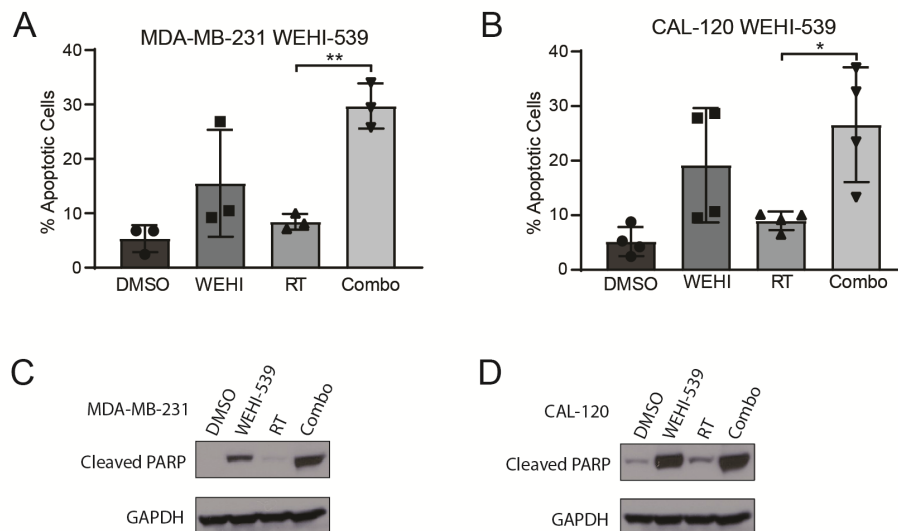 A
MDA-MB-231 WEHI-539
**
% Apoptotic Cells
40
30
20
10
0
DMSO WEHI RT Combo
B
CAL-120 WEHI-539
*
% Apoptotic Cells
40
30
20
10
0
DMSO WEHI RT Combo
C
MDA-MB-231
DMSO WEHI-539 RT Combo
Cleaved PARP
GAPDH
D
CAL-120
DMSO WEHI-539 RT Combo
Cleaved PARP
GAPDH